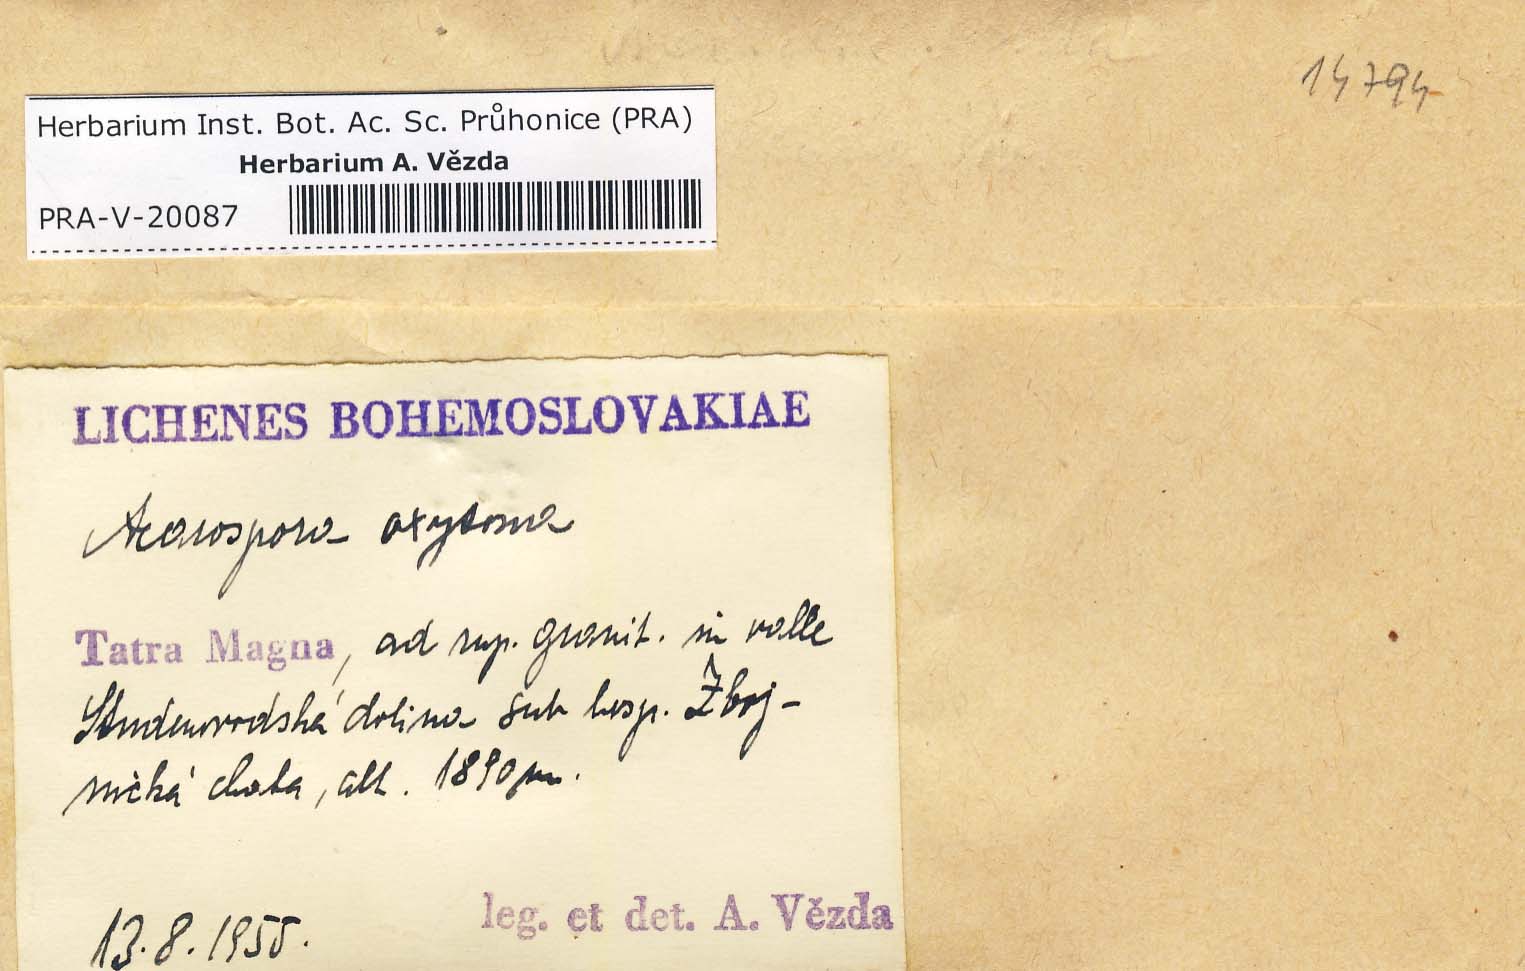 14794
Herbarium Inst. Bot. Ac. Sc. Průhonice (PRA)
Herbarium A. Vězda
PRA-V-20087
LICHENES BOHEMOSLOVAKIAE
Acarospora oxytona
Tatra Magna, ad rup. granit. in valle
Studenovodská dolina sub hosp. Zboj-
nická chata, alt. 1890 m.
leg. et det. A. Vězda
13.8.1955.